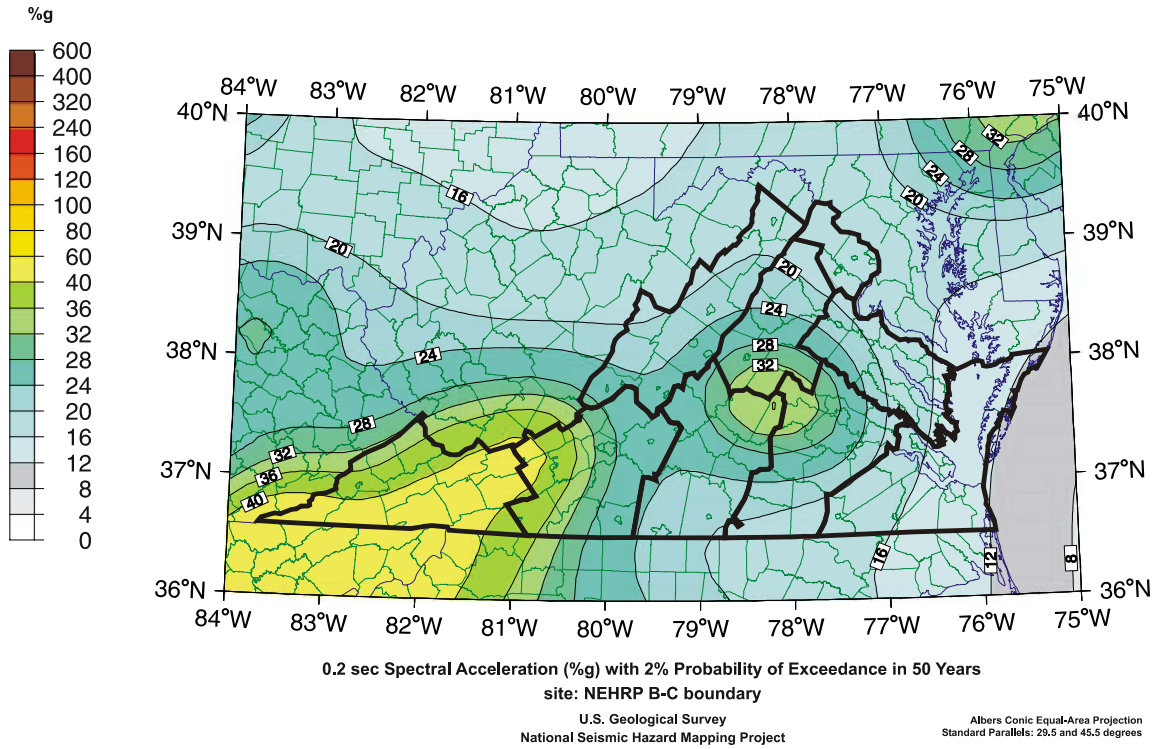 %g
600
400
320
240
160
120
100
80
60
40
36
32
28
24
20
16
12
8
4
0
84°W 83°W 82°W 81°W 80°W 79°W 78°W 77°W 76°W 75°W
40°N 40°N
32
28
24
16
20
39°N 39°N
20
20
24
28
38°N 38°N
24
32
28
32
37°N 37°N
36
40
16
12
8
36°N 36°N
84°W 83°W 82°W 81°W 80°W 79°W 78°W 77°W 76°W 75°W
0.2 sec Spectral Acceleration (%g) with 2% Probability of Exceedance in 50 Years
site: NEHRP B-C boundary
U.S. Geological Survey
National Seismic Hazard Mapping Project
Albers Conic Equal-Area Projection
Standard Parallels: 29.5 and 45.5 degrees